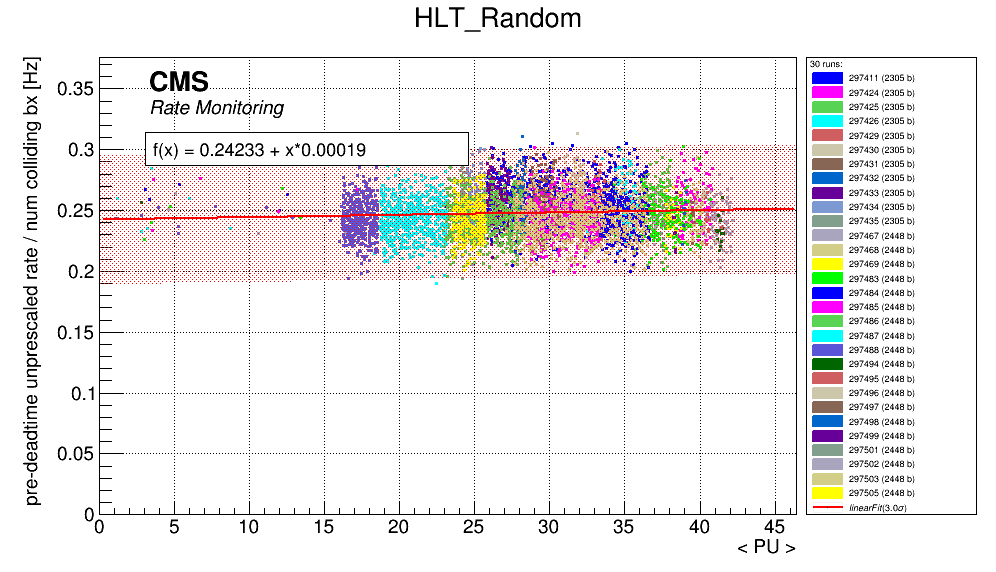 HLT_Random
pre-deadtime unprescaled rate / num colliding bx [Hz]
CMS
Rate Monitoring
f(x) = 0.24233 + x*0.00019
0.35
0.3
0.25
0.2
0.15
0.1
0.05
0
0 5 10 15 20 25 30 35 40 45
< PU >
30 runs:
297411 (2305 b)
297424 (2305 b)
297425 (2305 b)
297426 (2305 b)
297429 (2305 b)
297430 (2305 b)
297431 (2305 b)
297432 (2305 b)
297433 (2305 b)
297434 (2305 b)
297435 (2305 b)
297467 (2448 b)
297468 (2448 b)
297469 (2448 b)
297483 (2448 b)
297484 (2448 b)
297485 (2448 b)
297486 (2448 b)
297487 (2448 b)
297488 (2448 b)
297494 (2448 b)
297495 (2448 b)
297496 (2448 b)
297497 (2448 b)
297498 (2448 b)
297499 (2448 b)
297501 (2448 b)
297502 (2448 b)
297503 (2448 b)
297505 (2448 b)
linearFit(3.0σ)